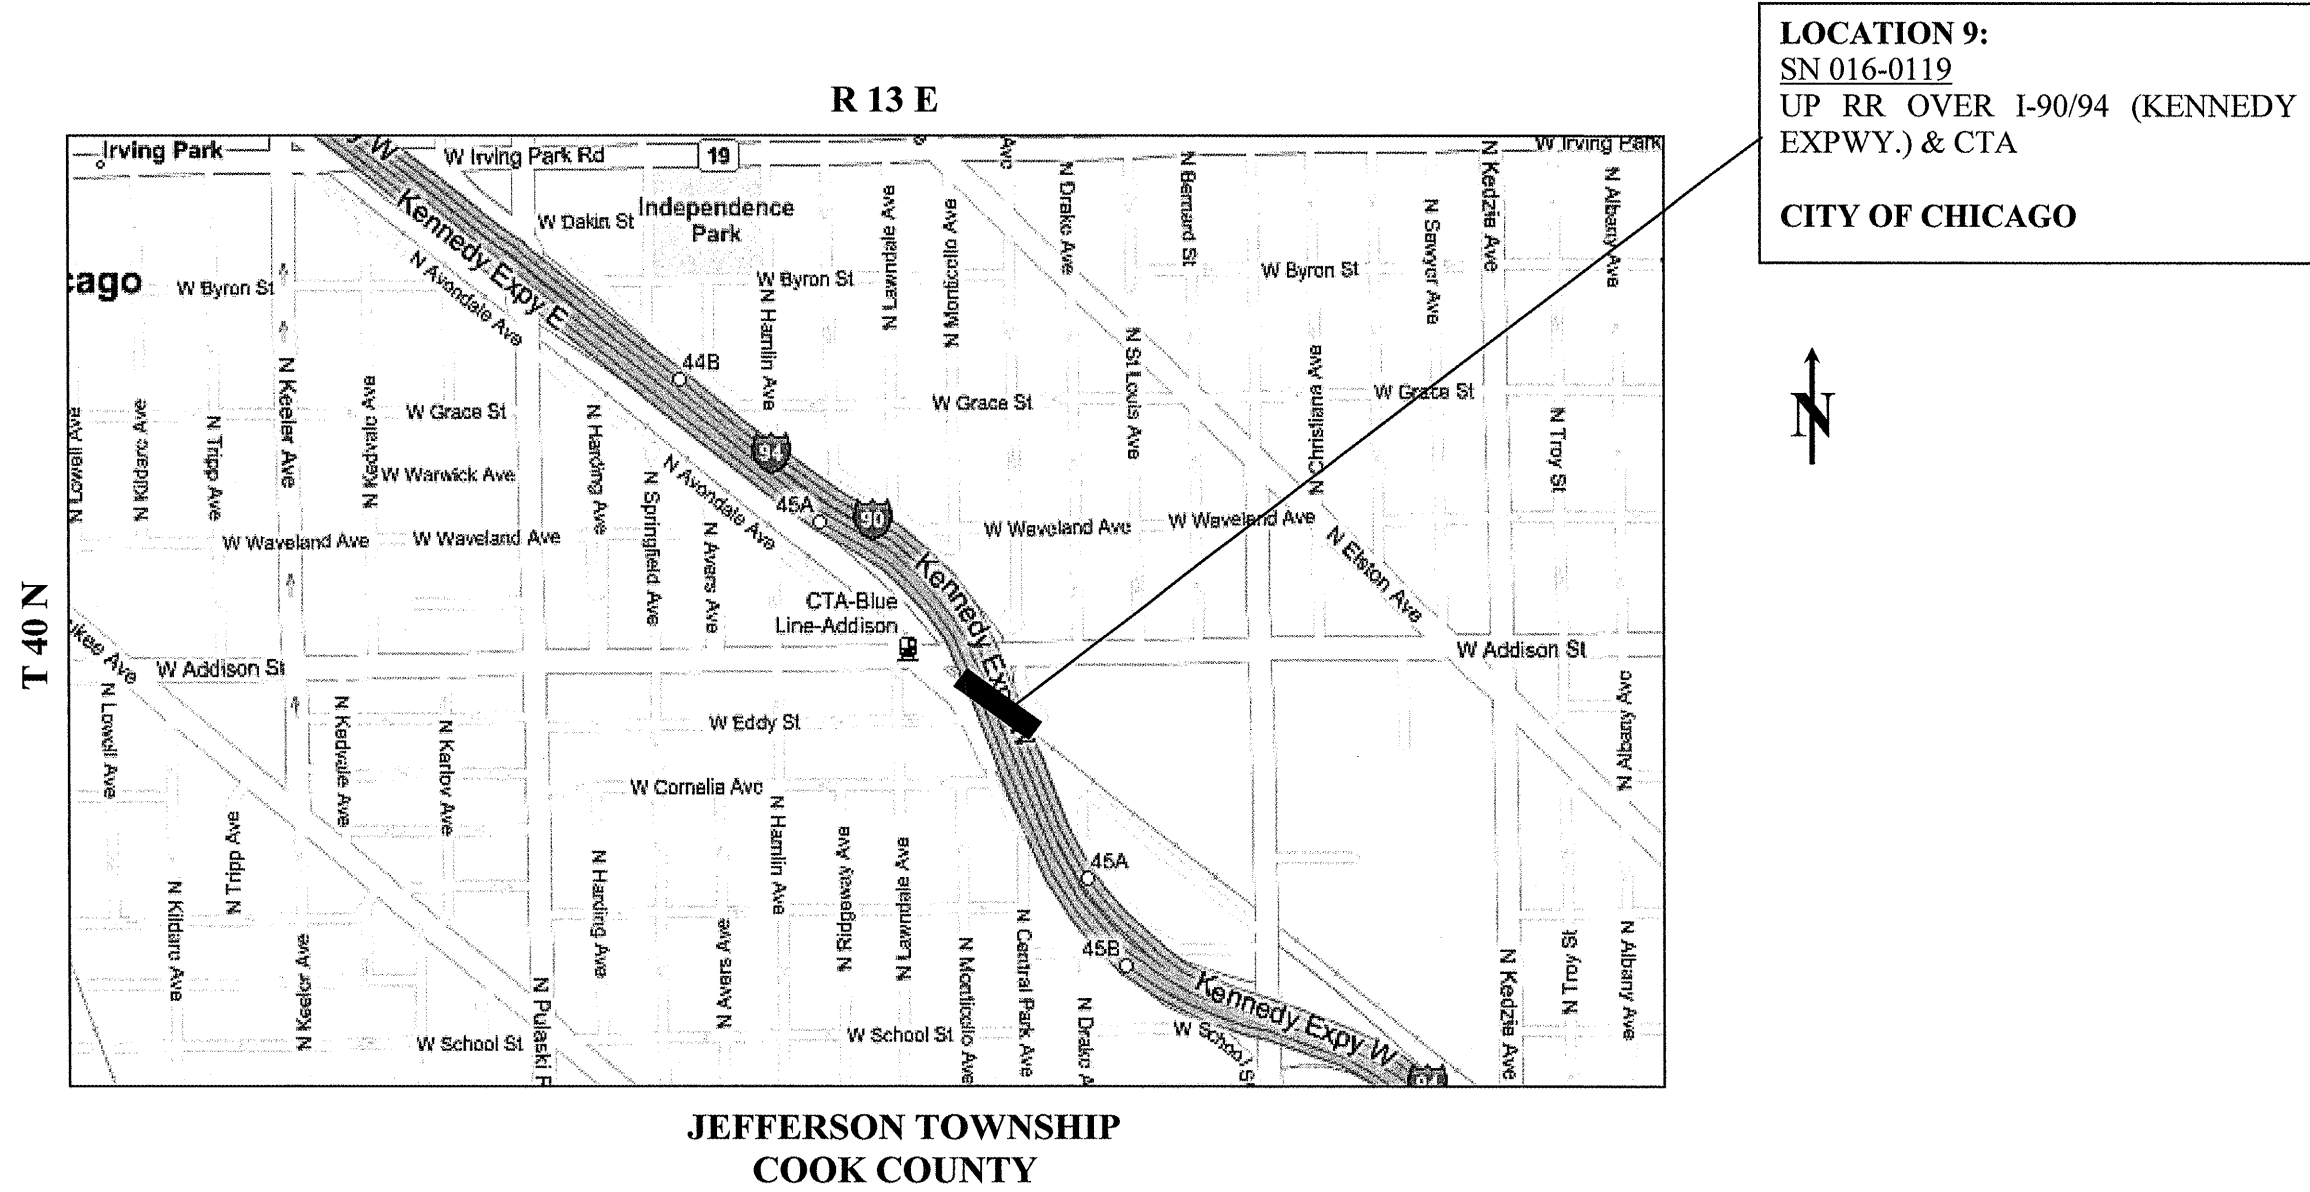 LOCATION 9:
SN 016-0119
UP RR OVER I-90/94 (KENNEDY
EXPWY.) & CTA
CITY OF CHICAGO
R 13 E
T 40 N
N
Irving Park
W
W Irving Park Rd
19
Ave
W Irving Park
Kennedy Expy E
N Avondale Ave
W Dakin St
Independence
Park
N Lawndale Ave
N Monticello Ave
N Drake Ave
N Bernard St
N Sawyer Ave
N Kedzie Ave
N Albany Ave
cago
W Byron St
W Byron St
W Byron St
N Hamlin Ave
44B
N Keeler Ave
N Kedvale Ave
N Lowell Ave
N Kildare Ave
N Tripp Ave
W Grace St
W Grace St
W Grace St
N St Louis Ave
N Christiana Ave
N Troy St
N Harding Ave
94
W Warwick Ave
N Avondale Ave
N Springfield Ave
N Avers Ave
45A
90
W Waveland Ave
W Waveland Ave
W Waveland Ave
W Waveland Ave
N Elston Ave
Kennedy Exp
CTA-Blue
Line-Addison
ukee Ave
W Addison St
W Addison St
N Lowell Ave
N Kedvale Ave
N Karlov Ave
W Eddy St
N Albany Ave
W Cornelia Ave
N Hamlin Ave
N Tripp Ave
N Kildare Ave
N Harding Ave
N Ridgeway Ave
N Lawndale Ave
45A
45B
N Keeler Ave
N Pulaski R
N Avers Ave
N Monticello Ave
N Central Park Ave
N Drake A
Kennedy Expy W
N Kedzie Ave
N Troy St
N Albany Ave
W School St
W School St
W School St
94
JEFFERSON TOWNSHIP
COOK COUNTY